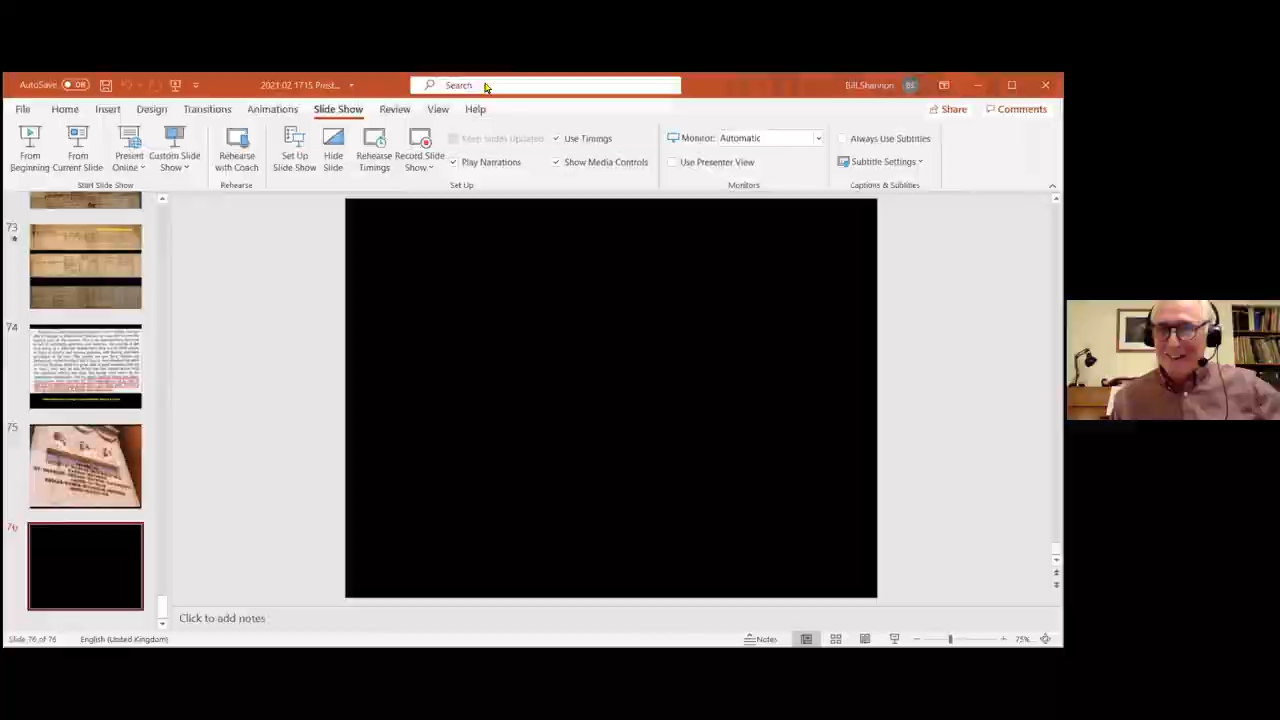 AutoSave Off 2021 02 1715 Prest... Search Bill Shannon BS
File Home Insert Design Transitions Animations Slide Show Review View Help Share Comments
From Beginning
From Current Slide
Present Online
Custom Slide Show
Rehearse with Coach
Set Up Slide Show
Hide Slide
Rehearse Timings
Record Slide Show
Keep Slides Updated
Use Timings
Play Narrations
Show Media Controls
Monitor: Automatic
Use Presenter View
Always Use Subtitles
Subtitle Settings
Start Slide Show Rehearse Set Up Monitors Captions & Subtitles
73
74
75
76
Click to add notes
Slide 76 of 76 English (United Kingdom) Notes 75%